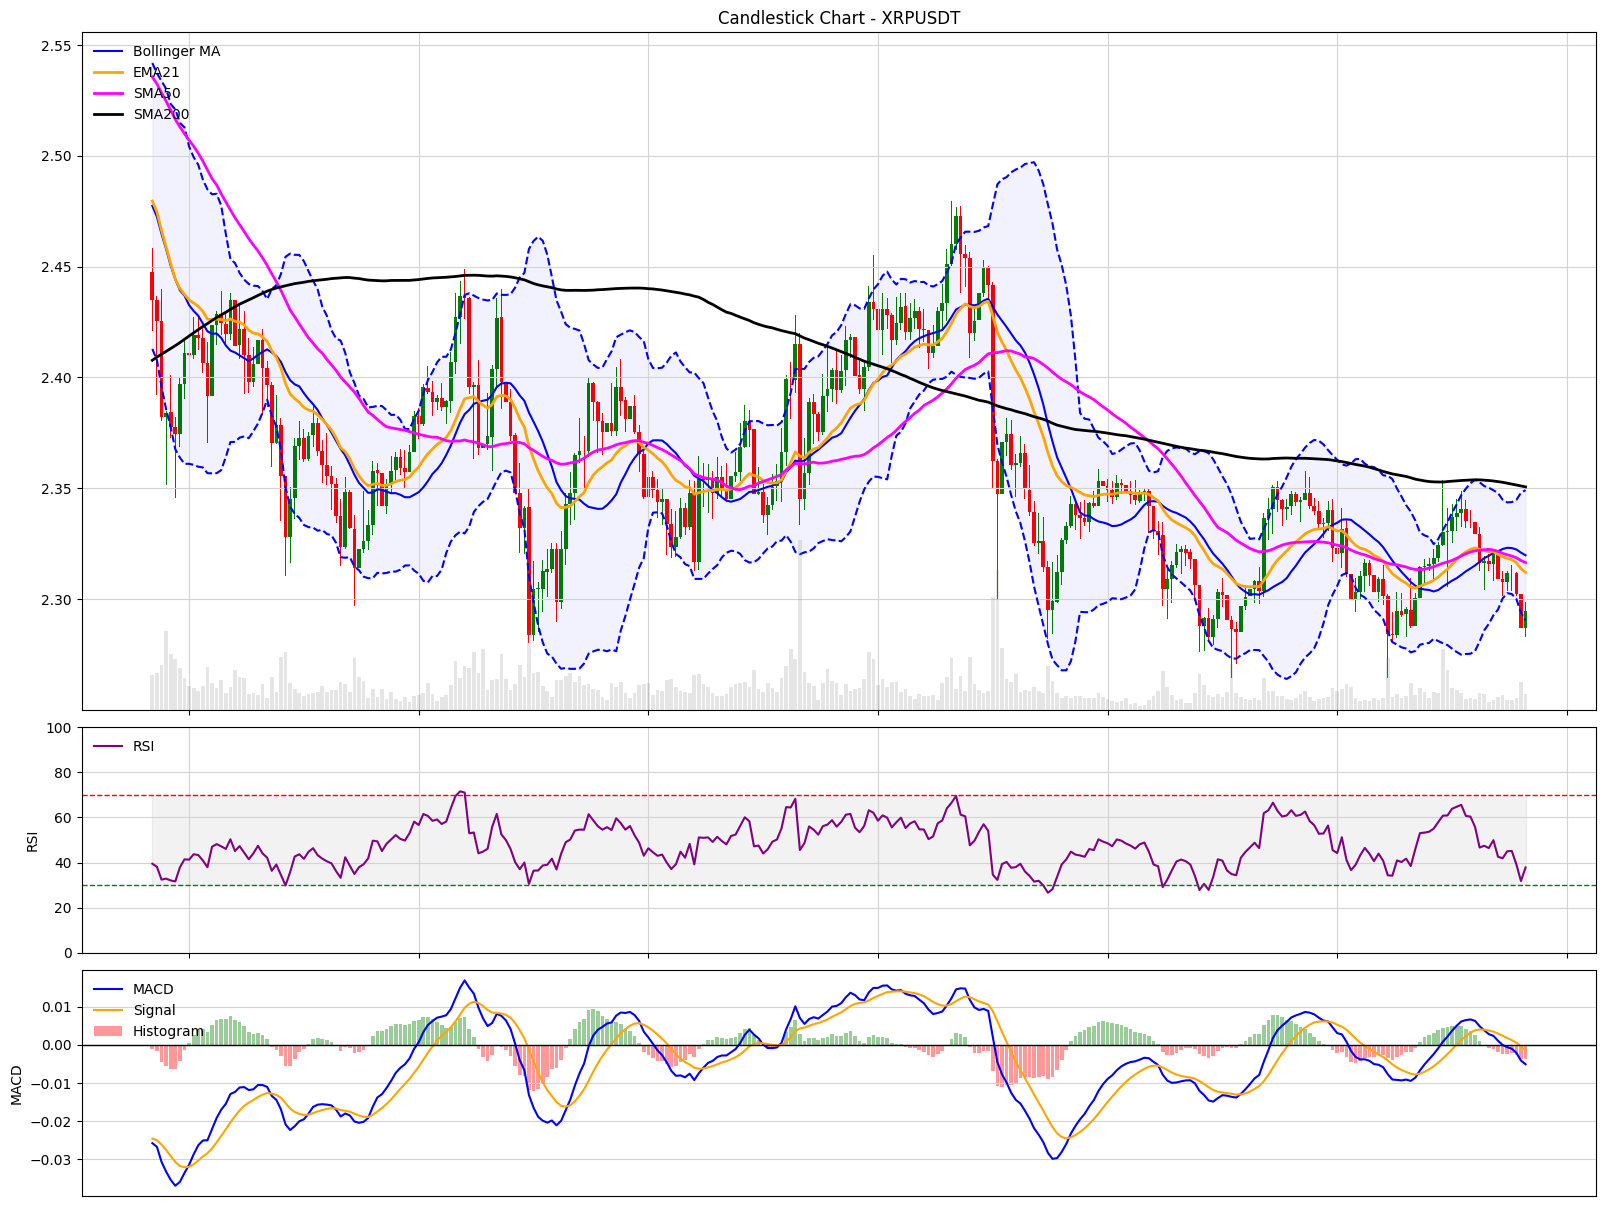 Candlestick Chart - XRPUSDT
Bollinger MA
EMA21
SMA50
SMA200
2.55
2.50
2.45
2.40
2.35
2.30
RSI
100
80
60
40
20
0
RSI
MACD
Signal
Histogram
0.01
0.00
−0.01
−0.02
−0.03
MACD